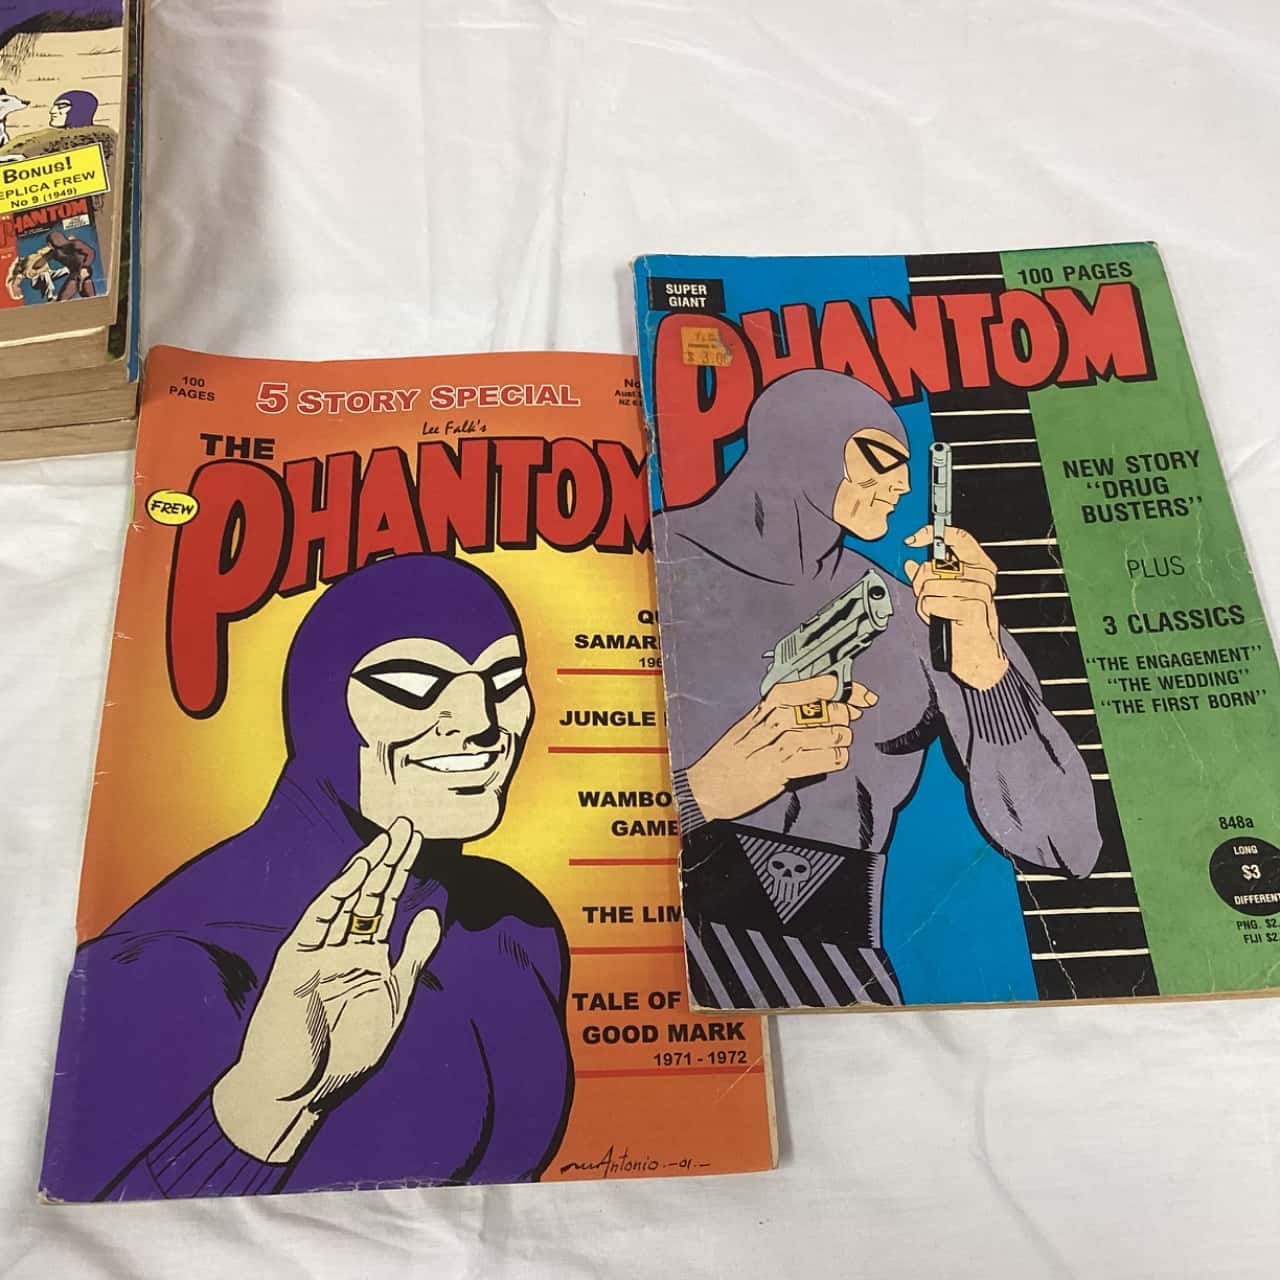 BONUS!
EPLICA FREW
No 9 (1949)
PHANTOM
100
PAGES
5 STORY SPECIAL
No
Aust
NZ
Lee Falk's
THE
PHANTOM
FREW
SAMAR
196
JUNGLE
WAMBO
GAME
THE LIM
TALE OF
GOOD MARK
1971 - 1972
Antonio - 01 -
SUPER
GIANT
100 PAGES
PHANTOM
$ 3.00
NEW STORY
"DRUG
BUSTERS"
PLUS
3 CLASSICS
"THE ENGAGEMENT"
"THE WEDDING"
"THE FIRST BORN"
848a
LONG
$3
DIFFERENT
PNG. $2.
FIJI $2